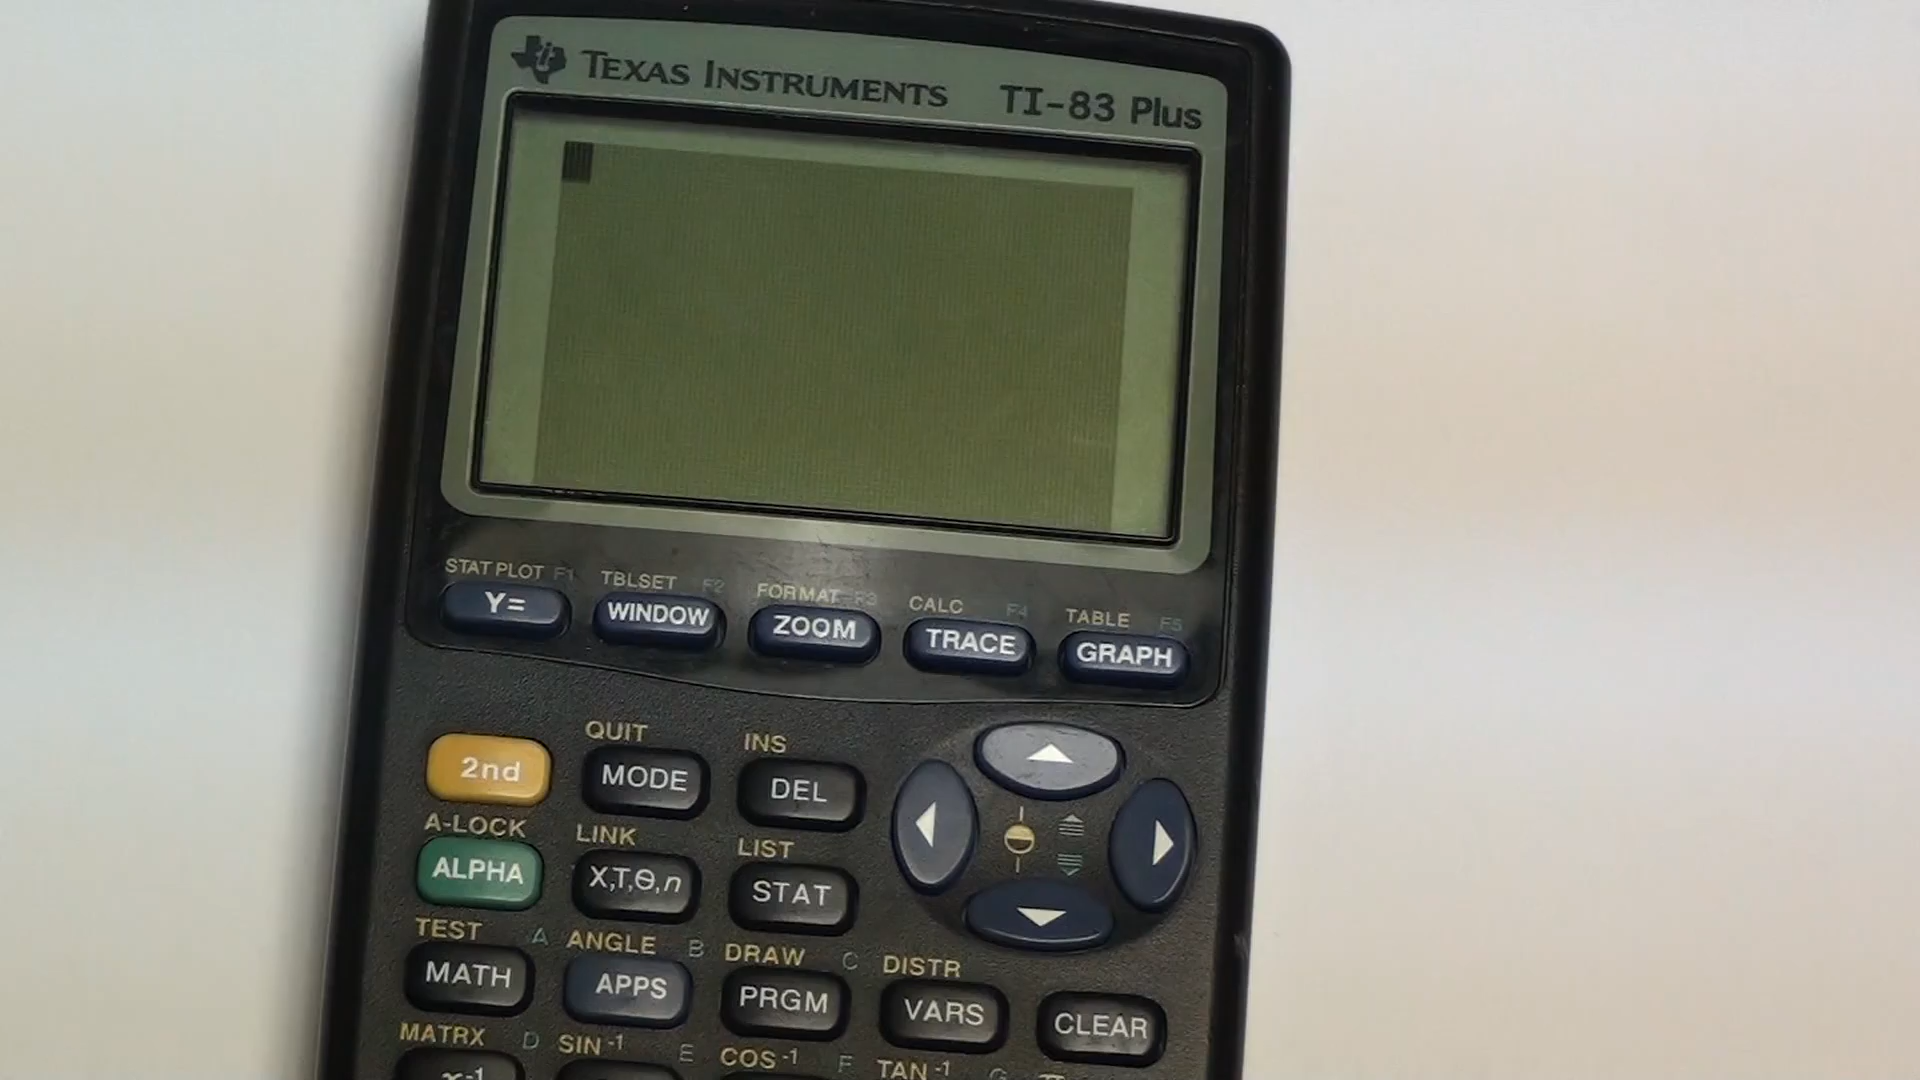 TEXAS INSTRUMENTS TI-83 Plus
STAT PLOT F1 TBLSET F2 FORMAT F3 CALC F4 TABLE F5
Y= WINDOW ZOOM TRACE GRAPH
QUIT INS
2nd MODE DEL
A-LOCK LINK LIST
ALPHA X,T,Θ,n STAT
TEST A ANGLE B DRAW C DISTR
MATH APPS PRGM VARS CLEAR
MATRX D SIN⁻¹ E COS⁻¹ F TAN⁻¹ G
x⁻¹